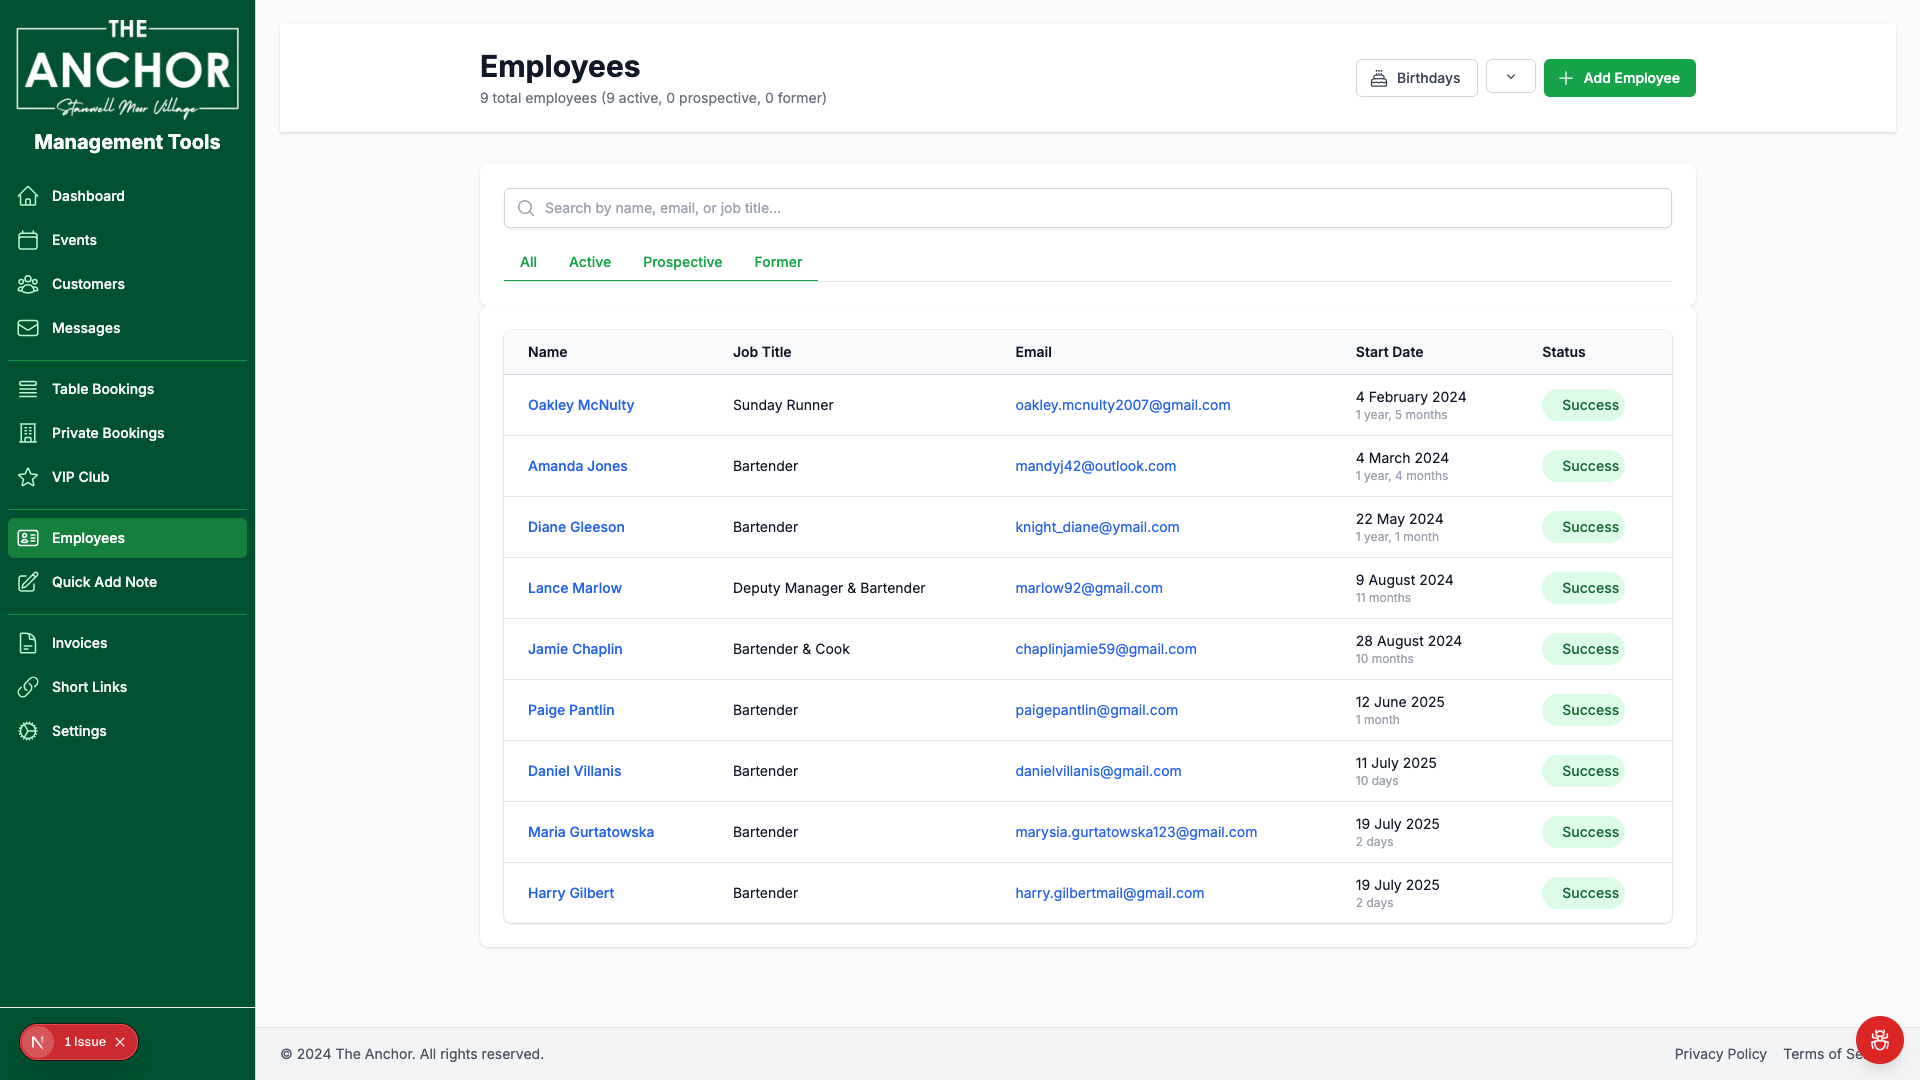 THE
ANCHOR
Stanwell Moor Village
Management Tools
Dashboard
Events
Customers
Messages
Table Bookings
Private Bookings
VIP Club
Employees
Quick Add Note
Invoices
Short Links
Settings
N 1 Issue
Employees
9 total employees (9 active, 0 prospective, 0 former)
Birthdays
Add Employee
Search by name, email, or job title...
All Active Prospective Former
Name Job Title Email Start Date Status
Oakley McNulty Sunday Runner oakley.mcnulty2007@gmail.com 4 February 2024 Success
1 year, 5 months
Amanda Jones Bartender mandyj42@outlook.com 4 March 2024 Success
1 year, 4 months
Diane Gleeson Bartender knight_diane@ymail.com 22 May 2024 Success
1 year, 1 month
Lance Marlow Deputy Manager & Bartender marlow92@gmail.com 9 August 2024 Success
11 months
Jamie Chaplin Bartender & Cook chaplinjamie59@gmail.com 28 August 2024 Success
10 months
Paige Pantlin Bartender paigepantlin@gmail.com 12 June 2025 Success
1 month
Daniel Villanis Bartender danielvillanis@gmail.com 11 July 2025 Success
10 days
Maria Gurtatowska Bartender marysia.gurtatowska123@gmail.com 19 July 2025 Success
2 days
Harry Gilbert Bartender harry.gilbertmail@gmail.com 19 July 2025 Success
2 days
© 2024 The Anchor. All rights reserved.
Privacy Policy Terms of